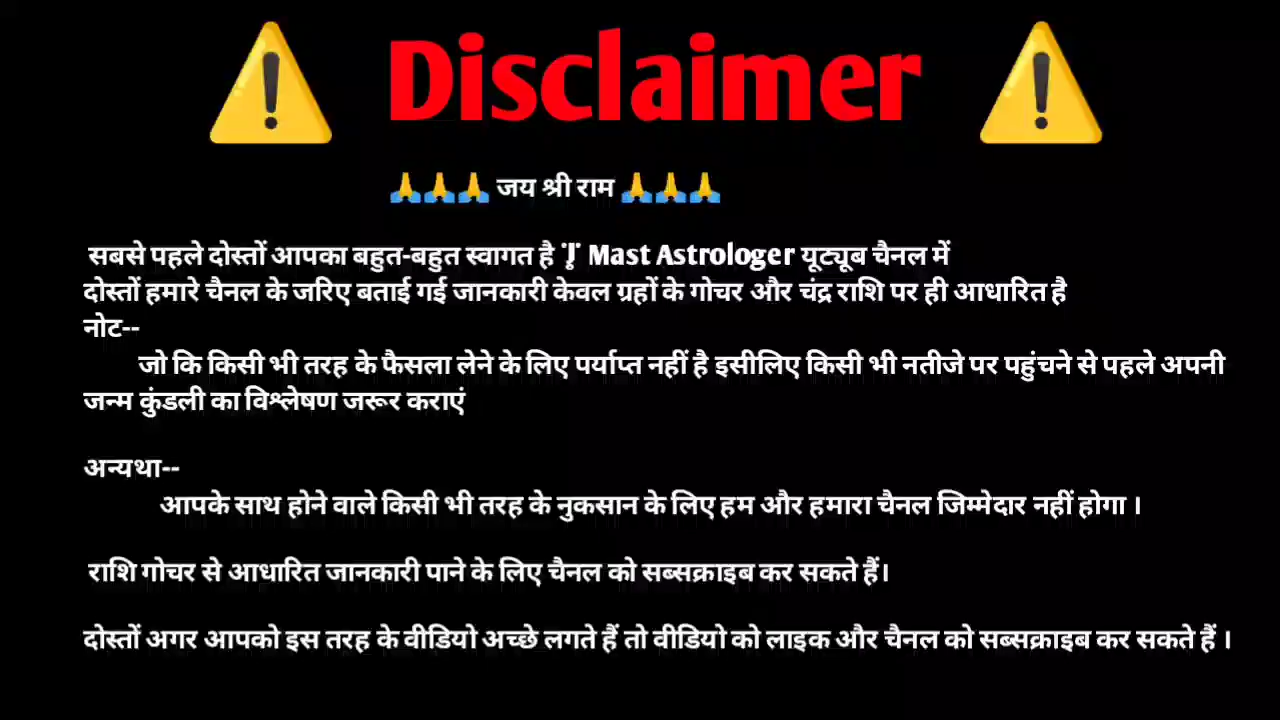 ⚠️ Disclaimer ⚠️
🙏🙏🙏 जय श्री राम 🙏🙏🙏
सबसे पहले दोस्तों आपका बहुत-बहुत स्वागत है Mast Astrologer यूट्यूब चैनल में
दोस्तों हमारे चैनल के जरिए बताई गई जानकारी केवल ग्रहों के गोचर और चंद्र राशि पर ही आधारित है
नोट--
जो कि किसी भी तरह के फैसला लेने के लिए पर्याप्त नहीं है इसीलिए किसी भी नतीजे पर पहुंचने से पहले अपनी
जन्म कुंडली का विश्लेषण जरूर कराएं
अन्यथा--
आपके साथ होने वाले किसी भी तरह के नुकसान के लिए हम और हमारा चैनल जिम्मेदार नहीं होगा ।
राशि गोचर से आधारित जानकारी पाने के लिए चैनल को सब्सक्राइब कर सकते हैं।
दोस्तों अगर आपको इस तरह के वीडियो अच्छे लगते हैं तो वीडियो को लाइक और चैनल को सब्सक्राइब कर सकते हैं ।